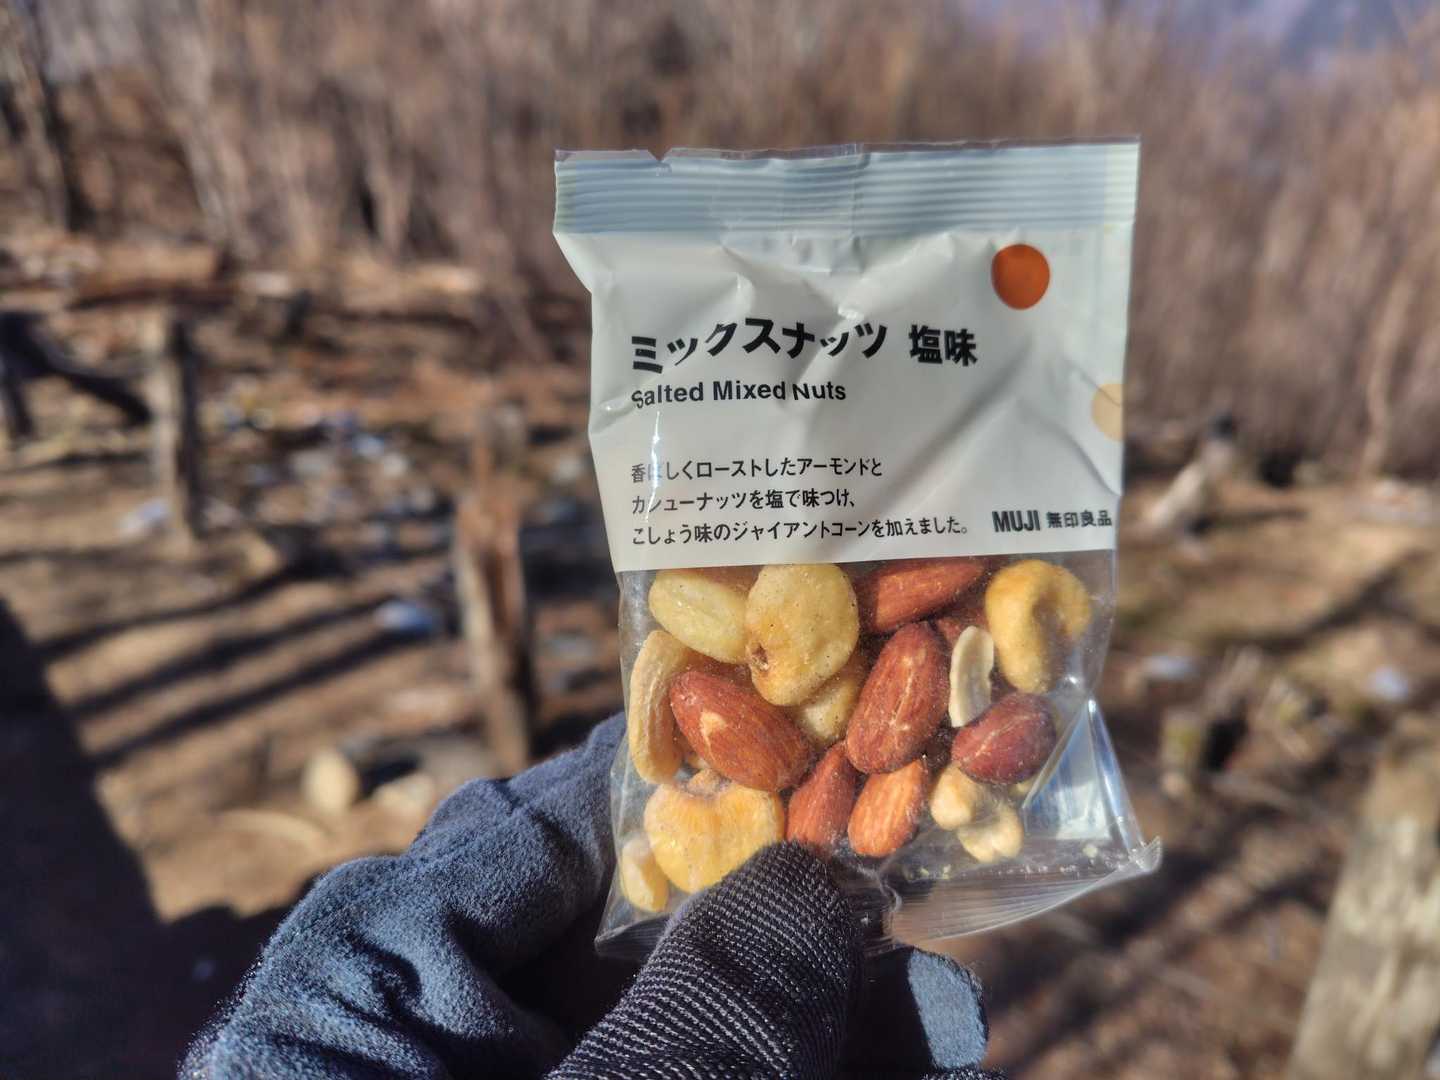 ミックスナッツ 塩味
Salted Mixed Nuts
香ばしくローストしたアーモンドと
カシューナッツを塩で味つけ、
こしょう味のジャイアントコーンを加えました。
MUJI 無印良品